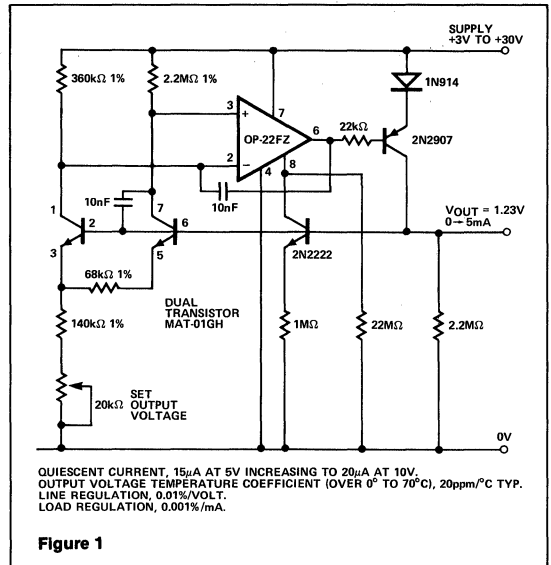 SUPPLY
+3V TO +30V
360kΩ 1%
2.2MΩ 1%
1N914
3
+
7
OP-22FZ
6
22kΩ
2N2907
2
−
4
8
10nF
10nF
1
2
7
6
VOUT = 1.23V
0→5mA
3
5
2N2222
68kΩ 1%
DUAL
TRANSISTOR
MAT-01GH
140kΩ 1%
1MΩ
22MΩ
2.2MΩ
20kΩ
SET
OUTPUT
VOLTAGE
0V
QUIESCENT CURRENT, 15μA AT 5V INCREASING TO 20μA AT 10V.
OUTPUT VOLTAGE TEMPERATURE COEFFICIENT (OVER 0° TO 70°C), 20ppm/°C TYP.
LINE REGULATION, 0.01%/VOLT.
LOAD REGULATION, 0.001%/mA.
Figure 1